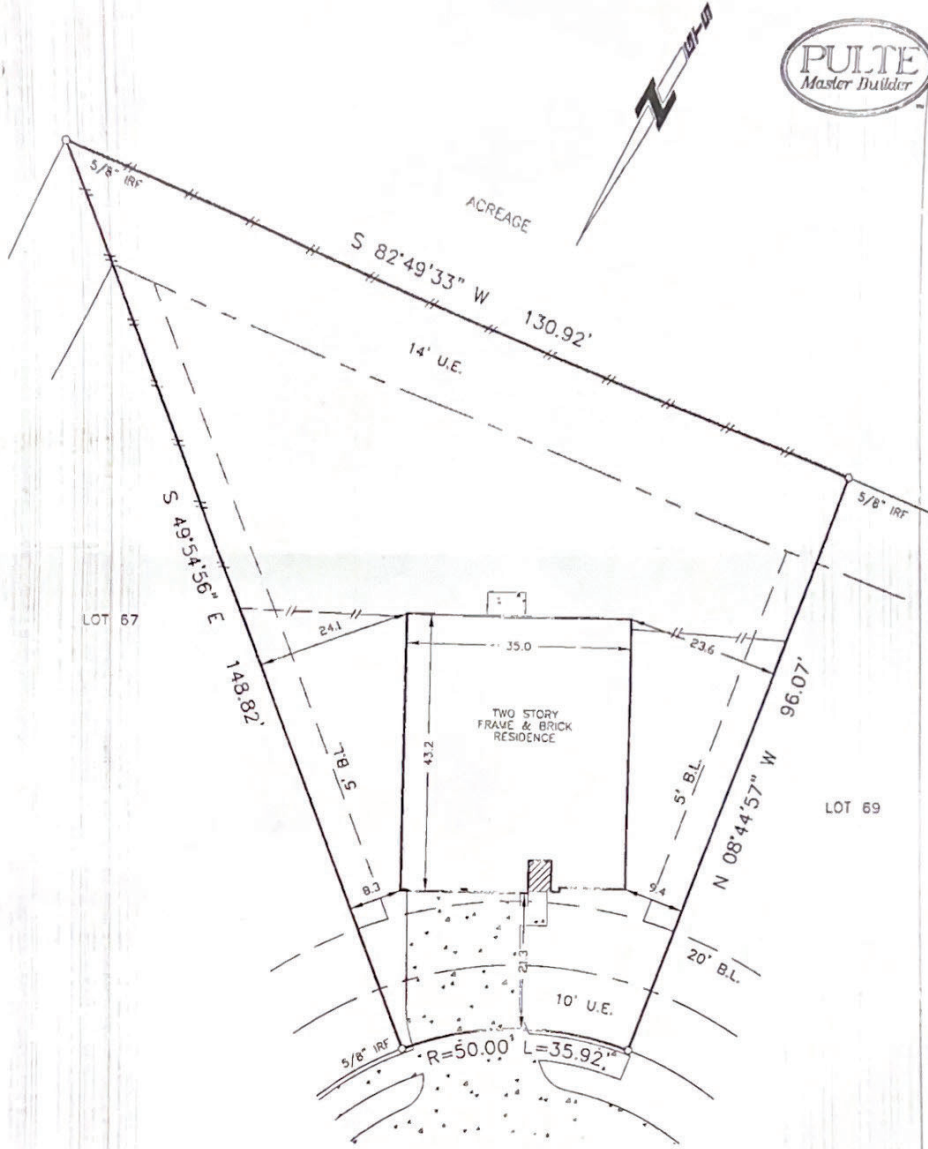 PULTE
Master Builder
5/8" IRF
ACREAGE
S 82°49'33" W 130.92'
14' U.E.
5/8" IRF
S 49°54'56" E 148.82'
LOT 67
24.1
35.0
23.6
TWO STORY
FRAME & BRICK
RESIDENCE
43.2
5' B.L.
5' B.L.
N 08°44'57" W 96.07'
LOT 69
8.3
9.4
20' B.L.
21.3
10' U.E.
5/8" IRF
R=50.00' L=35.92'